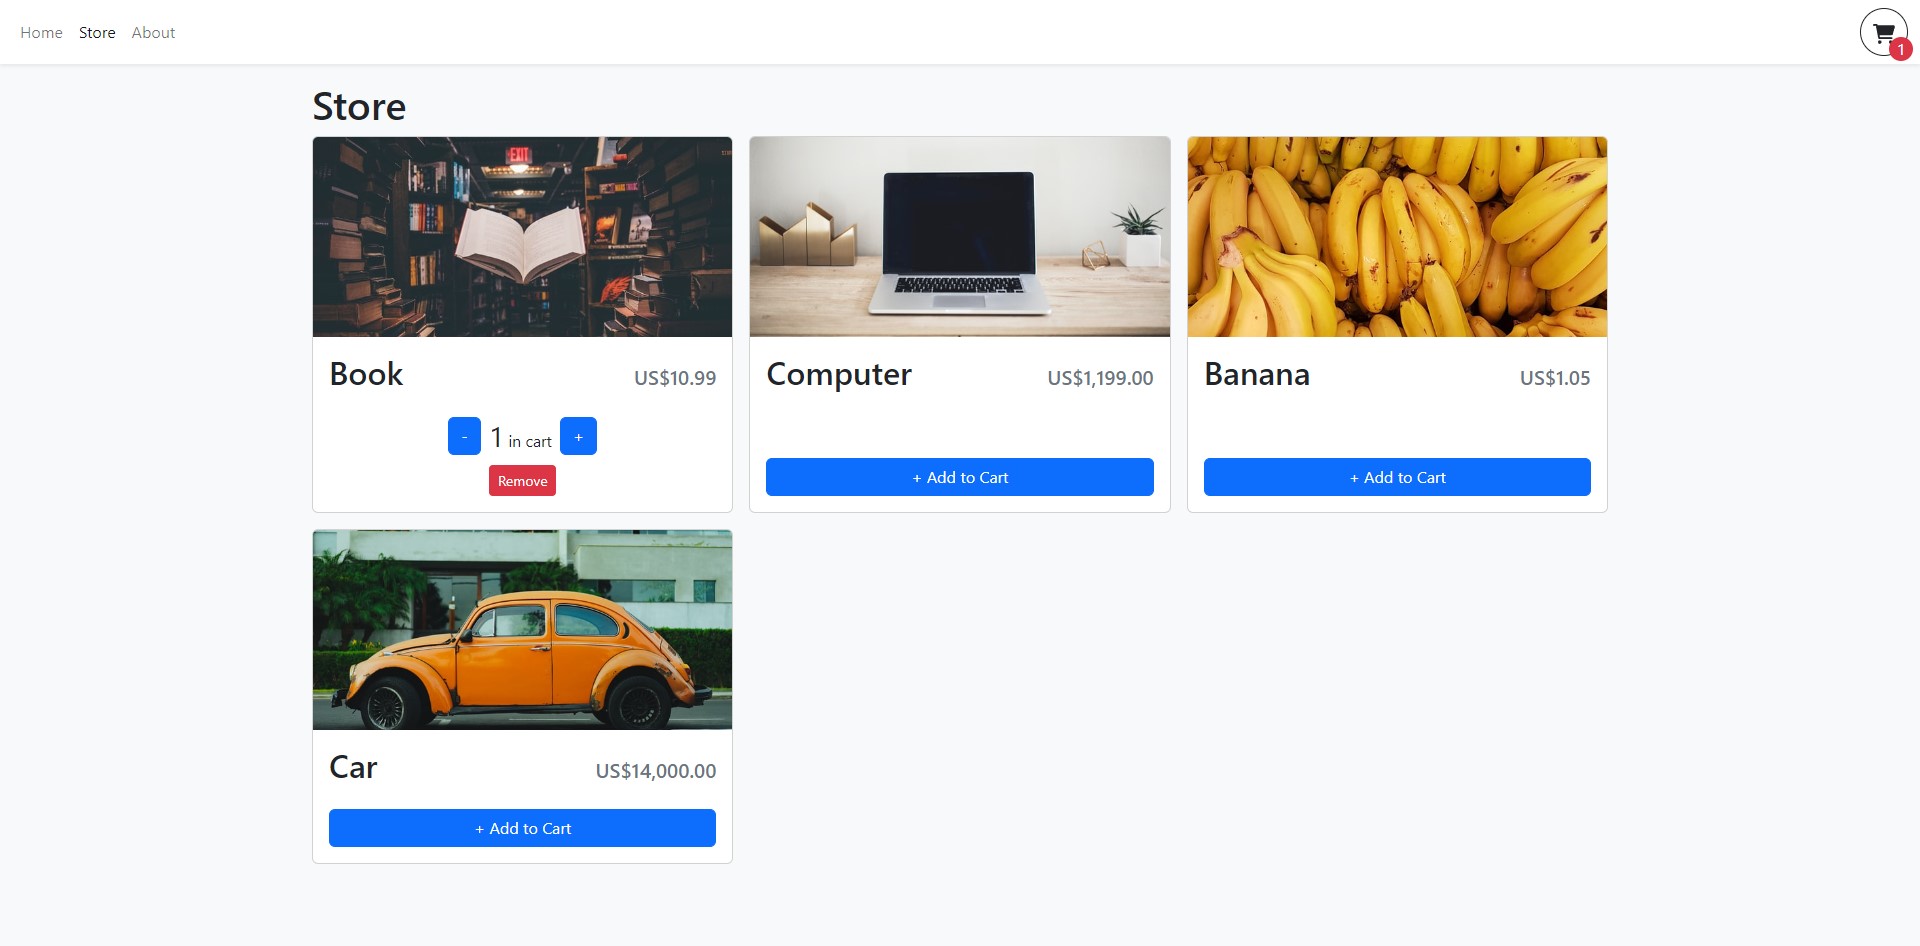 Home Store About
1
Store
EXIT
Book US$10.99
- 1 in cart +
Remove
Computer US$1,199.00
+ Add to Cart
Banana US$1.05
+ Add to Cart
Car US$14,000.00
+ Add to Cart